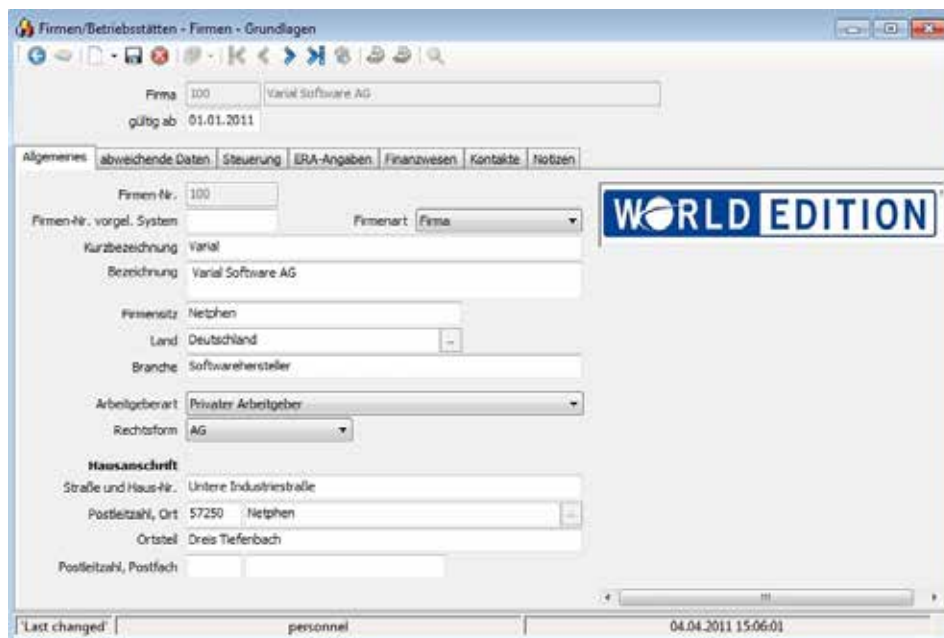 Firmen/Betriebsstätten - Firmen - Grundlagen
Firma 100 Varial Software AG
gültig ab 01.01.2011
Allgemeines abweichende Daten Steuerung ERA-Angaben Finanzwesen Kontakte Notizen
Firmen-Nr. 100
Firmen-Nr. vorgel. System Firmenart Firma
Kurzbezeichnung Varial
Bezeichnung Varial Software AG
Firmensitz Netphen
Land Deutschland ...
Branche Softwarehersteller
Arbeitgeberart Privater Arbeitgeber
Rechtsform AG
Hausanschrift
Straße und Haus-Nr. Untere Industriestraße
Postleitzahl, Ort 57250 Netphen ...
Ortsteil Dreis Tiefenbach
Postleitzahl, Postfach
WORLD EDITION
'Last changed' personnel 04.04.2011 15:06:01